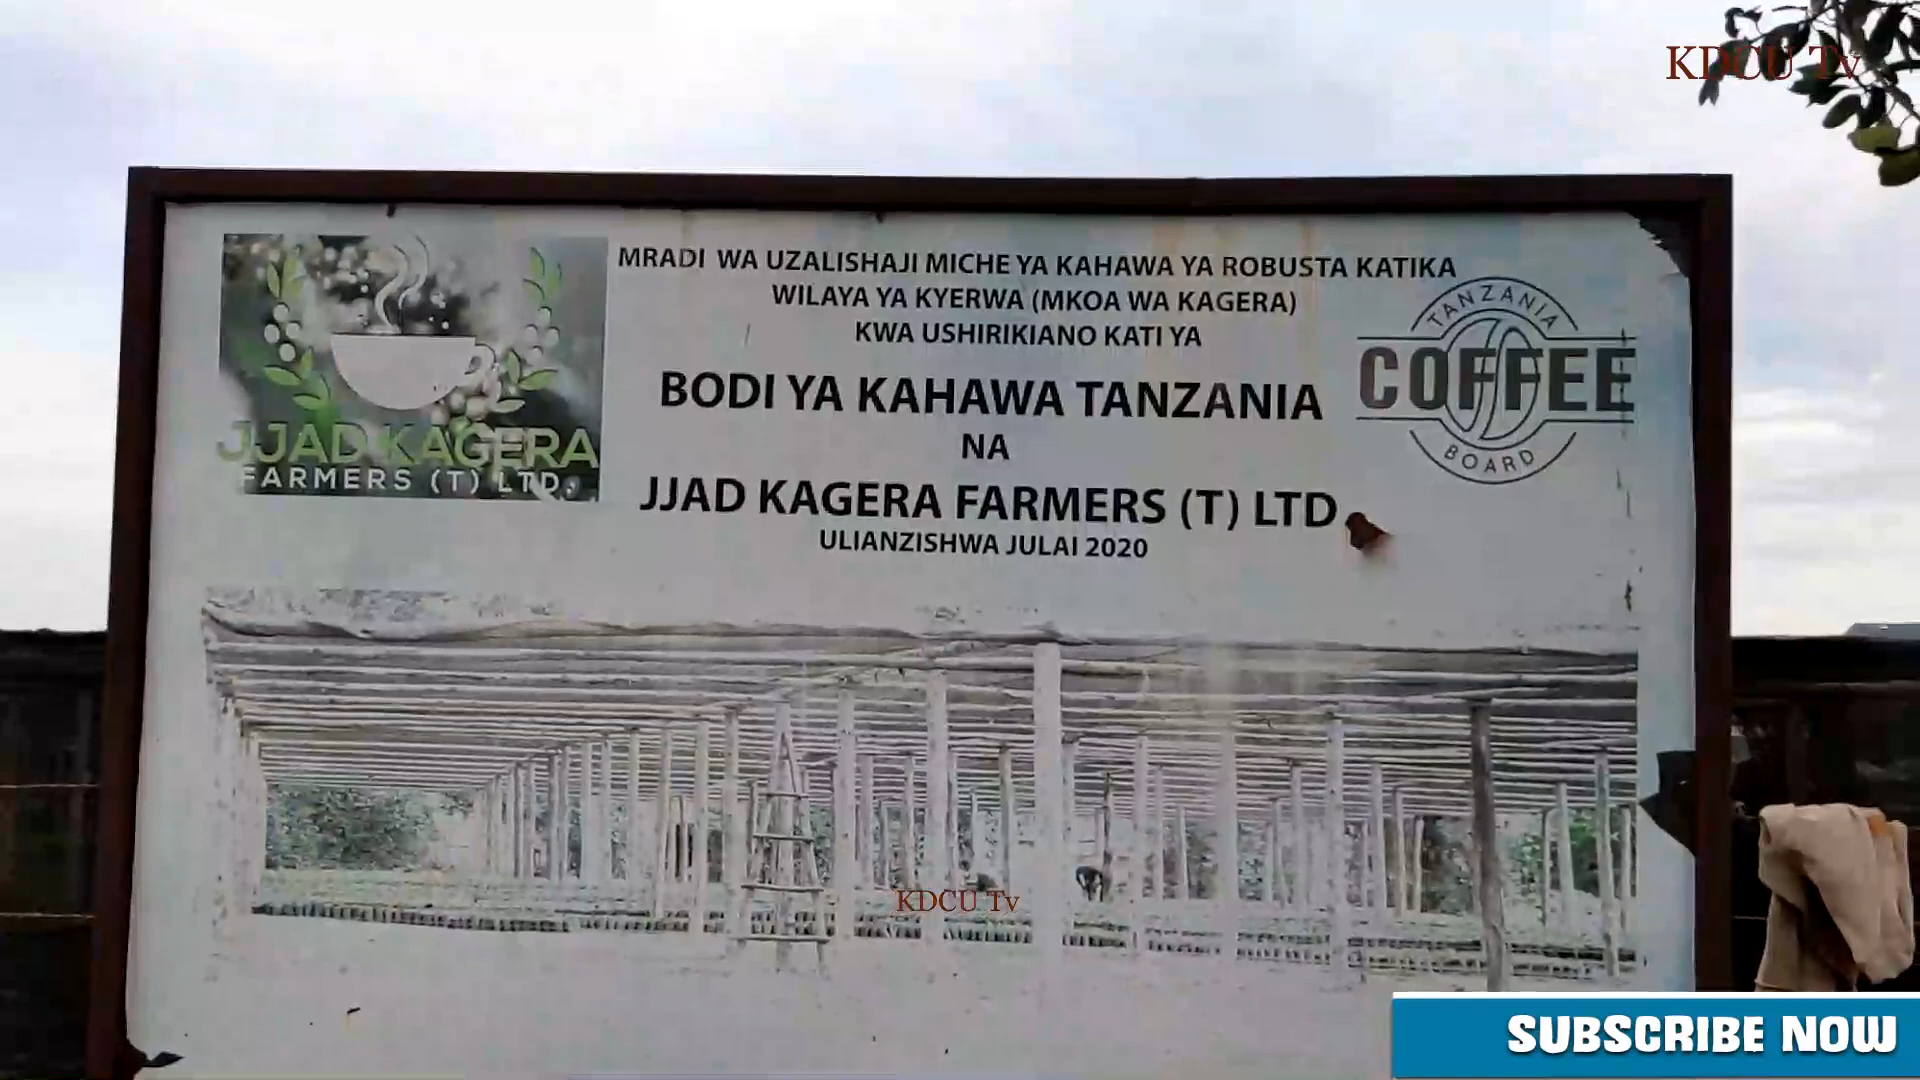 KDCU Tv
MRADI WA UZALISHAJI MICHE YA KAHAWA YA ROBUSTA KATIKA
WILAYA YA KYERWA (MKOA WA KAGERA)
KWA USHIRIKIANO KATI YA
BODI YA KAHAWA TANZANIA
NA
JJAD KAGERA FARMERS (T) LTD
ULIANZISHWA JULAI 2020
JJAD KAGERA
FARMERS (T) LTD
TANZANIA
COFFEE
BOARD
KDCU Tv
SUBSCRIBE NOW